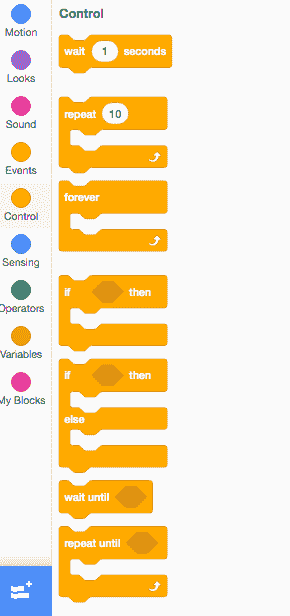 Motion
Looks
Sound
Events
Control
Sensing
Operators
Variables
My Blocks
Control
wait 1 seconds
repeat 10
forever
if then
if then
else
wait until
repeat until